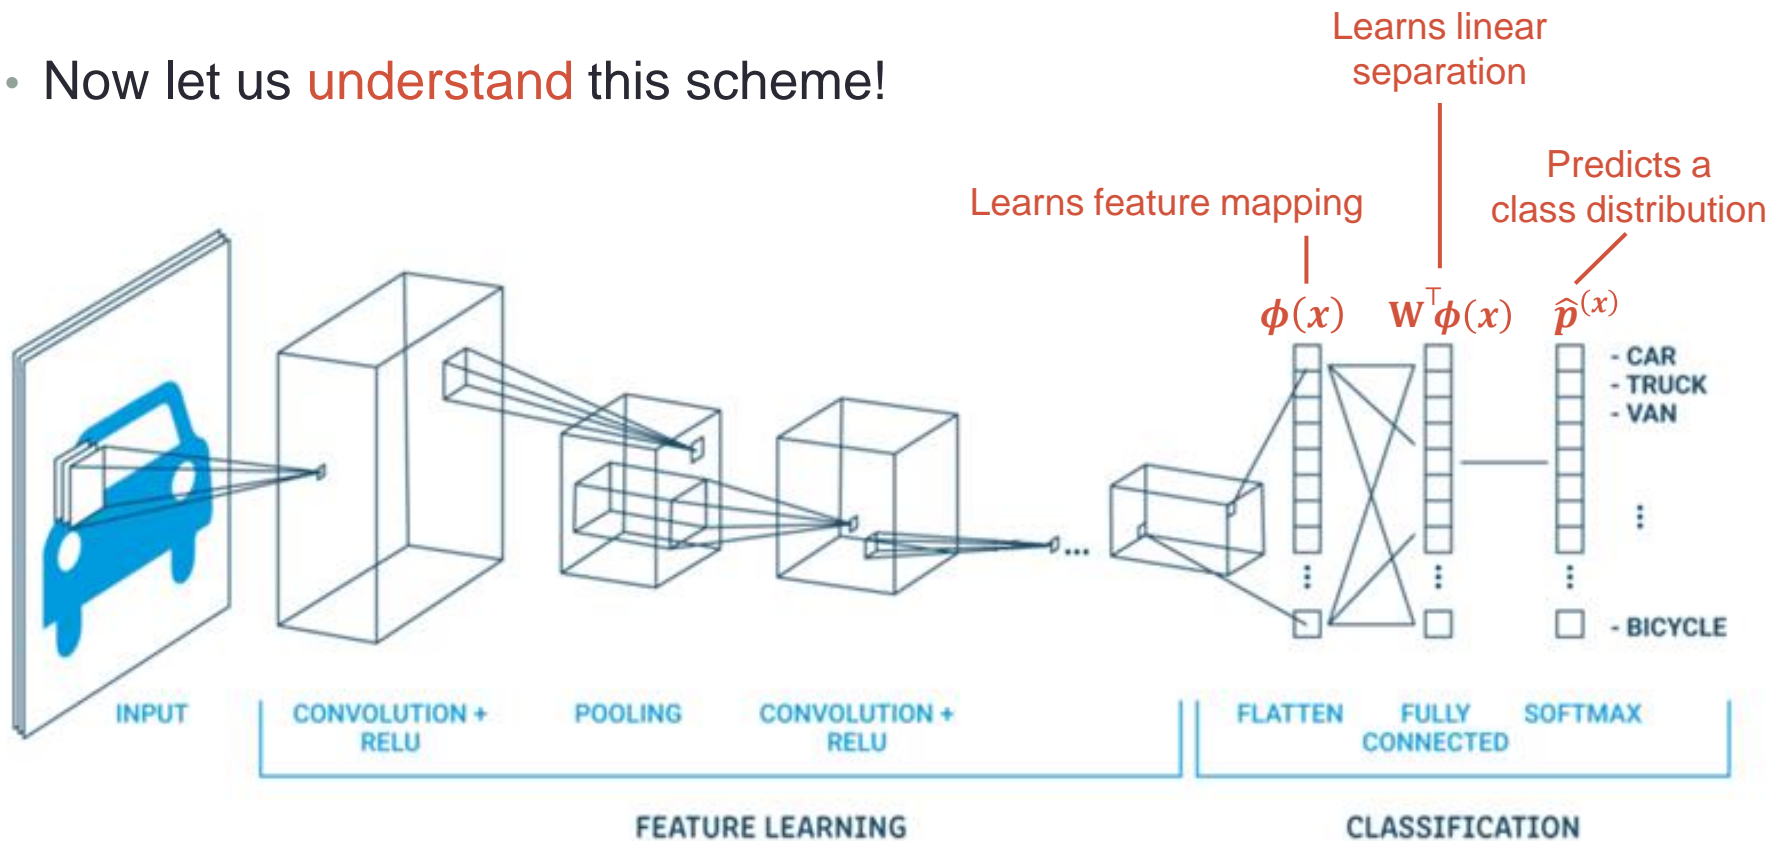 • Now let us understand this scheme!
Learns linear
separation
Learns feature mapping
Predicts a
class distribution
ϕ(x)
W⊤ϕ(x)
p̂(x)
- CAR
- TRUCK
- VAN
⋮
- BICYCLE
...
INPUT
CONVOLUTION +
RELU
POOLING
CONVOLUTION +
RELU
FLATTEN
FULLY
CONNECTED
SOFTMAX
FEATURE LEARNING
CLASSIFICATION